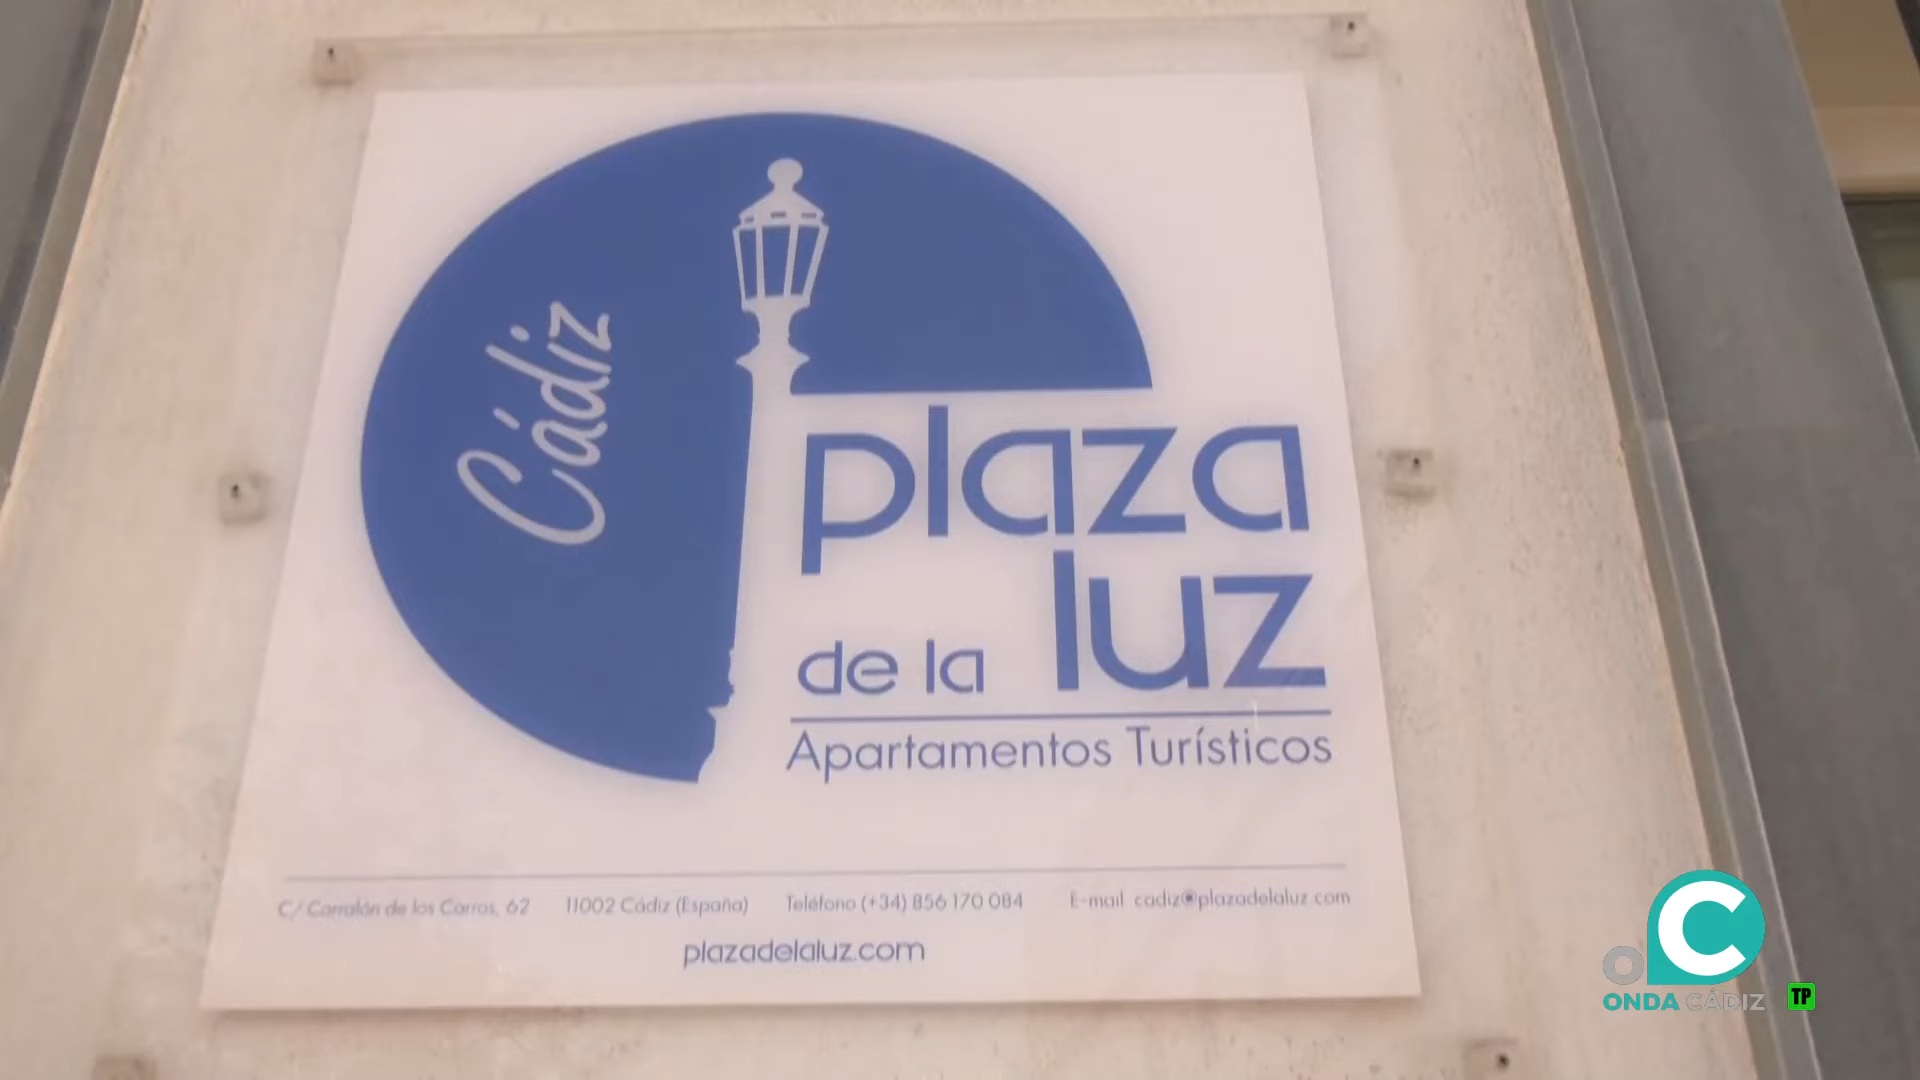 Cádiz
plaza
de la luz
Apartamentos Turísticos
C/ Corralón de los Carros, 62 11002 Cádiz (España) Teléfono (+34) 856 170 084 E-mail cadiz@plazadelaluz.com
plazadelaluz.com
ONDA CÁDIZ TP